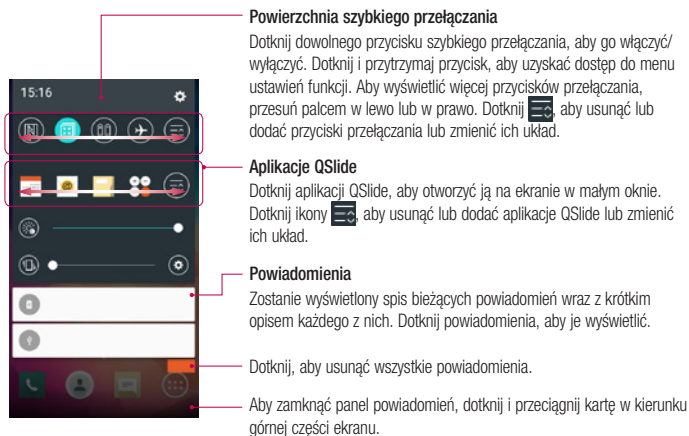 Powierzchnia szybkiego przełączania
Dotknij dowolnego przycisku szybkiego przełączania, aby go włączyć/
wyłączyć. Dotknij i przytrzymaj przycisk, aby uzyskać dostęp do menu
ustawień funkcji. Aby wyświetlić więcej przycisków przełączania,
przesuń palcem w lewo lub w prawo. Dotknij , aby usunąć lub
dodać przyciski przełączania lub zmienić ich układ.
15:16
Aplikacje QSlide
Dotknij aplikacji QSlide, aby otworzyć ją na ekranie w małym oknie.
Dotknij ikony , aby usunąć lub dodać aplikacje QSlide lub zmienić
ich układ.
Powiadomienia
Zostanie wyświetlony spis bieżących powiadomień wraz z krótkim
opisem każdego z nich. Dotknij powiadomienia, aby je wyświetlić.
Dotknij, aby usunąć wszystkie powiadomienia.
Aby zamknąć panel powiadomień, dotknij i przeciągnij kartę w kierunku
górnej części ekranu.